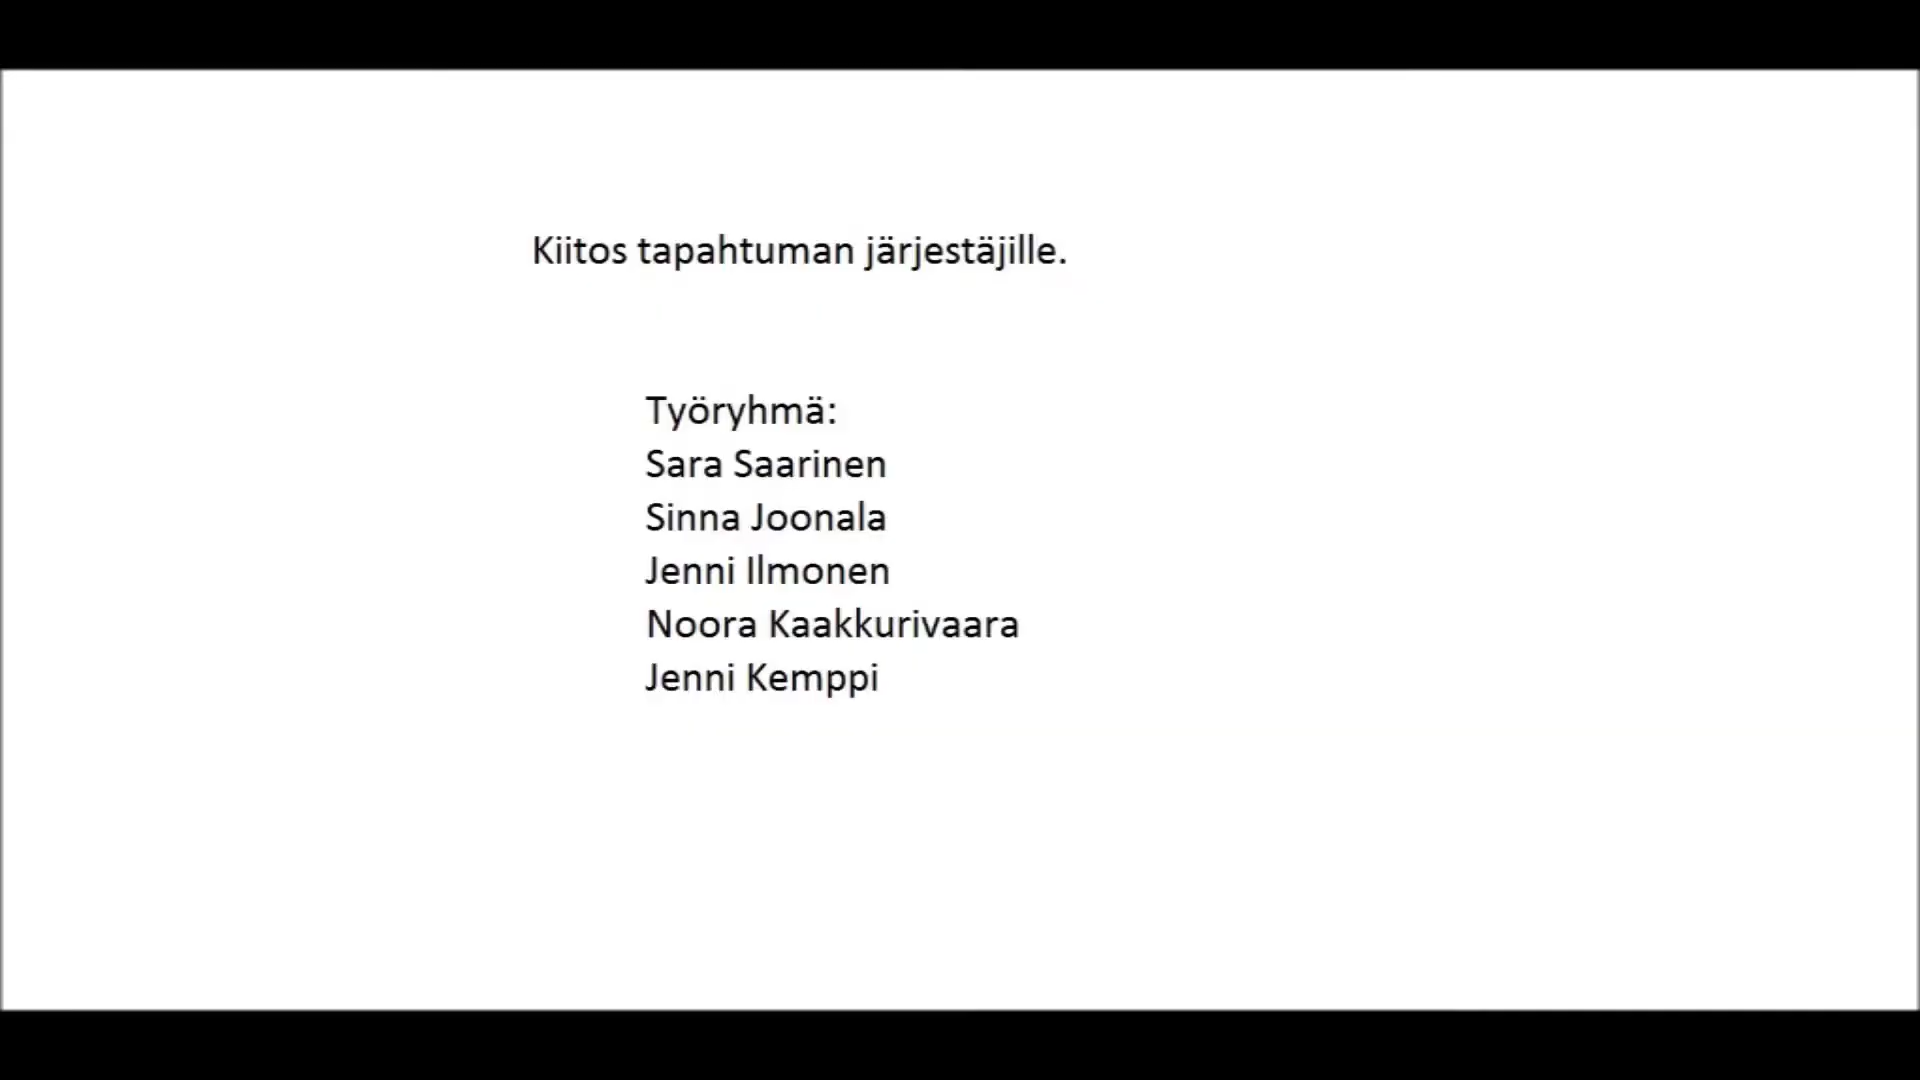 Kiitos tapahtuman järjestäjille.
Työryhmä:
Sara Saarinen
Sinna Joonala
Jenni Ilmonen
Noora Kaakkurivaara
Jenni Kemppi